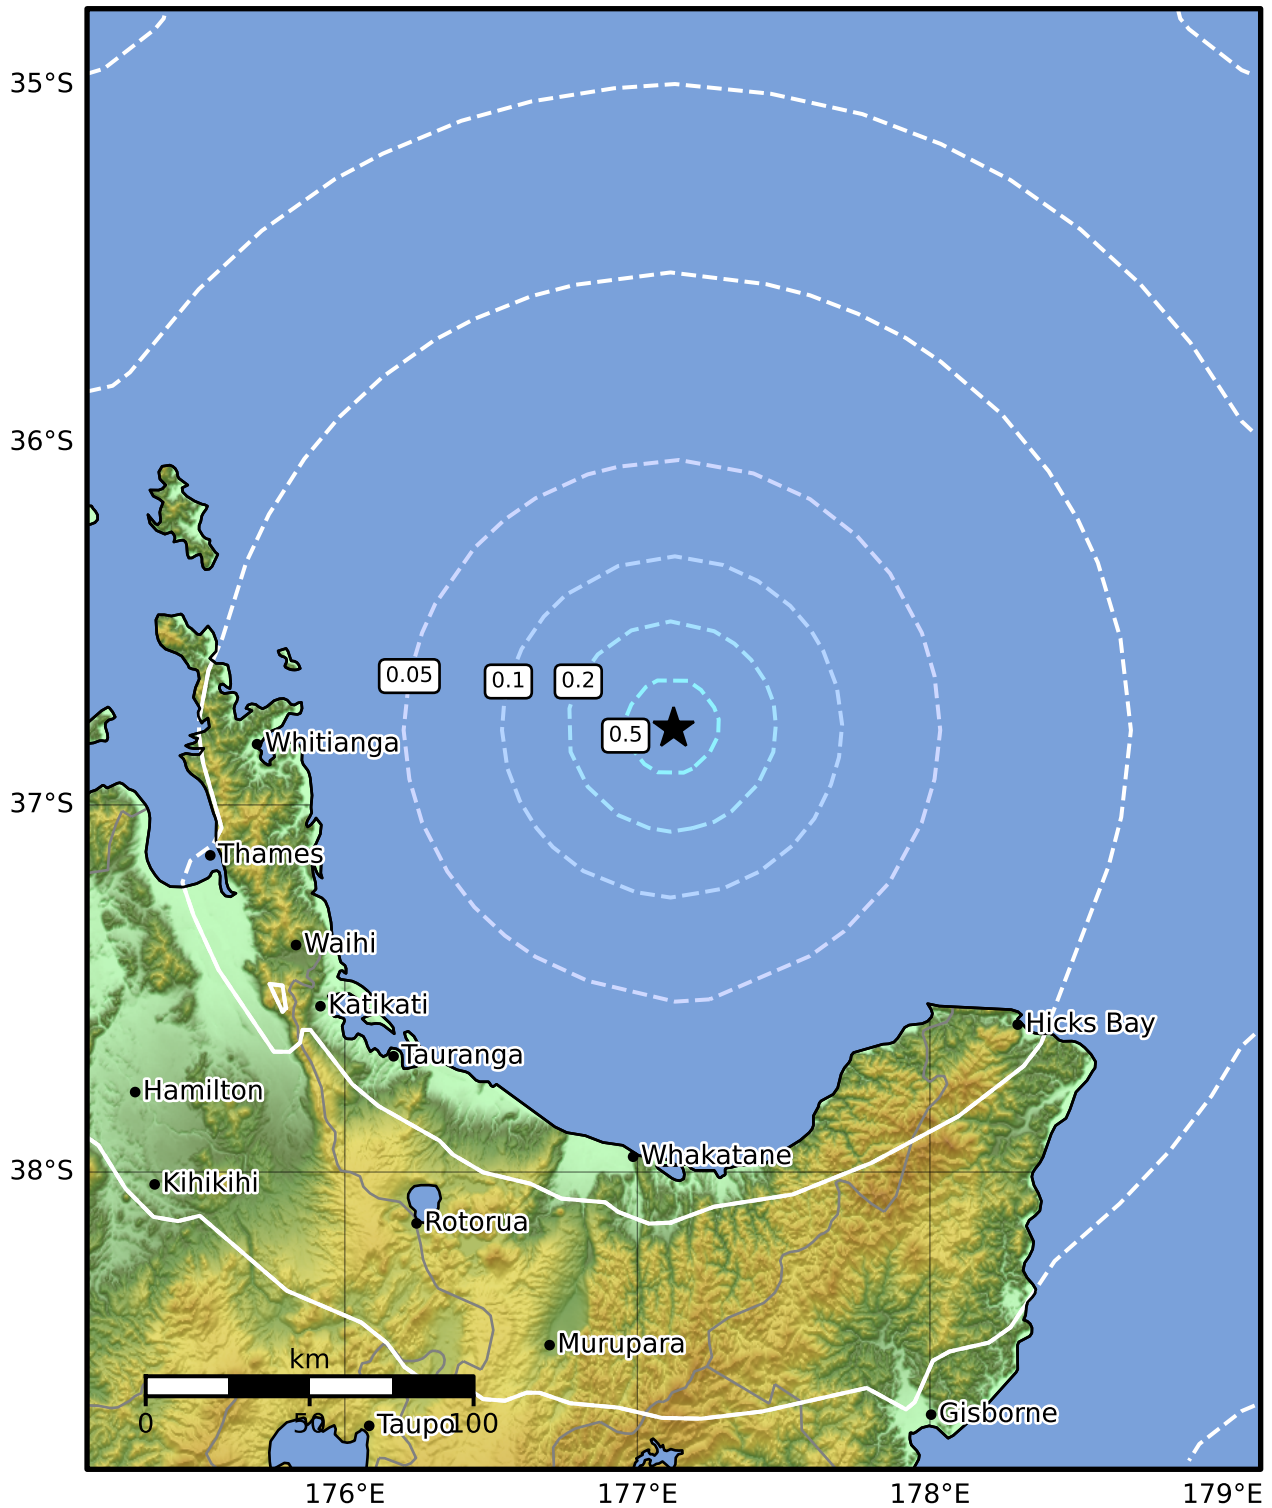 35°S
36°S
0.05
0.1
0.2
0.5
Whitianga
37°S
Thames
Waihi
Katikati
Hicks Bay
Tauranga
Hamilton
Whakatane
38°S
Kihikihi
Rotorua
Murupara
km
0 50 100
Taupo
Gisborne
176°E 177°E 178°E 179°E